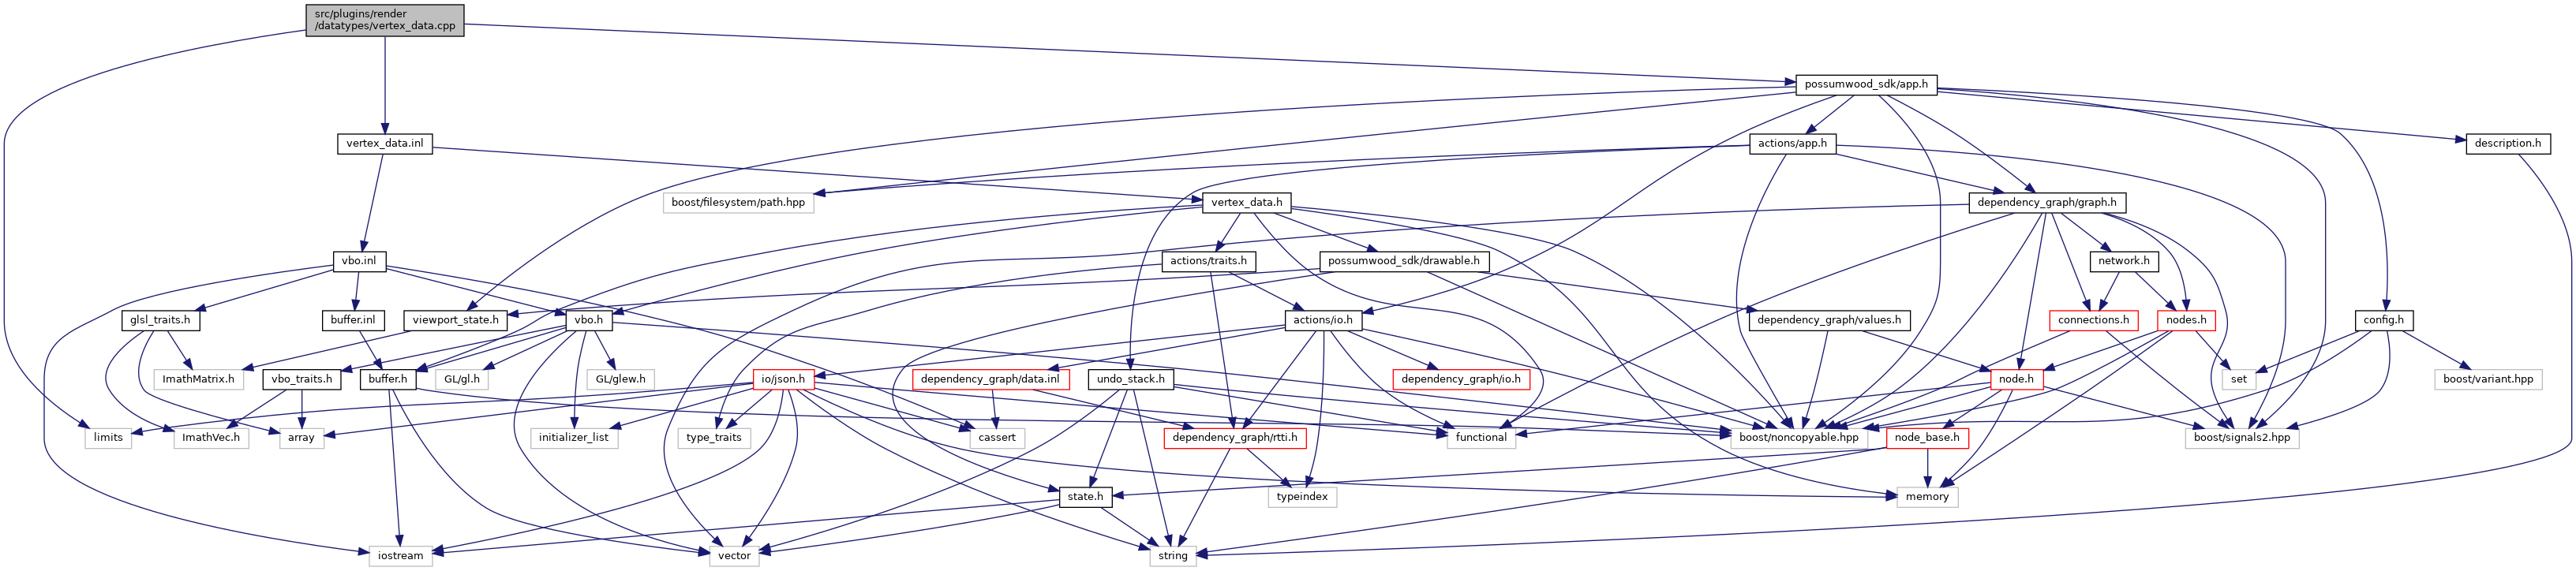 src/plugins/render
/datatypes/vertex_data.cpp
possumwood_sdk/app.h
vertex_data.inl
actions/app.h
description.h
boost/filesystem/path.hpp
vertex_data.h
dependency_graph/graph.h
vbo.inl
actions/traits.h
possumwood_sdk/drawable.h
network.h
glsl_traits.h
buffer.inl
viewport_state.h
vbo.h
actions/io.h
dependency_graph/values.h
connections.h
nodes.h
config.h
ImathMatrix.h
vbo_traits.h
buffer.h
GL/gl.h
GL/glew.h
io/json.h
dependency_graph/data.inl
undo_stack.h
dependency_graph/io.h
node.h
set
boost/variant.hpp
limits
ImathVec.h
array
initializer_list
type_traits
cassert
dependency_graph/rtti.h
functional
boost/noncopyable.hpp
node_base.h
boost/signals2.hpp
state.h
typeindex
memory
iostream
vector
string